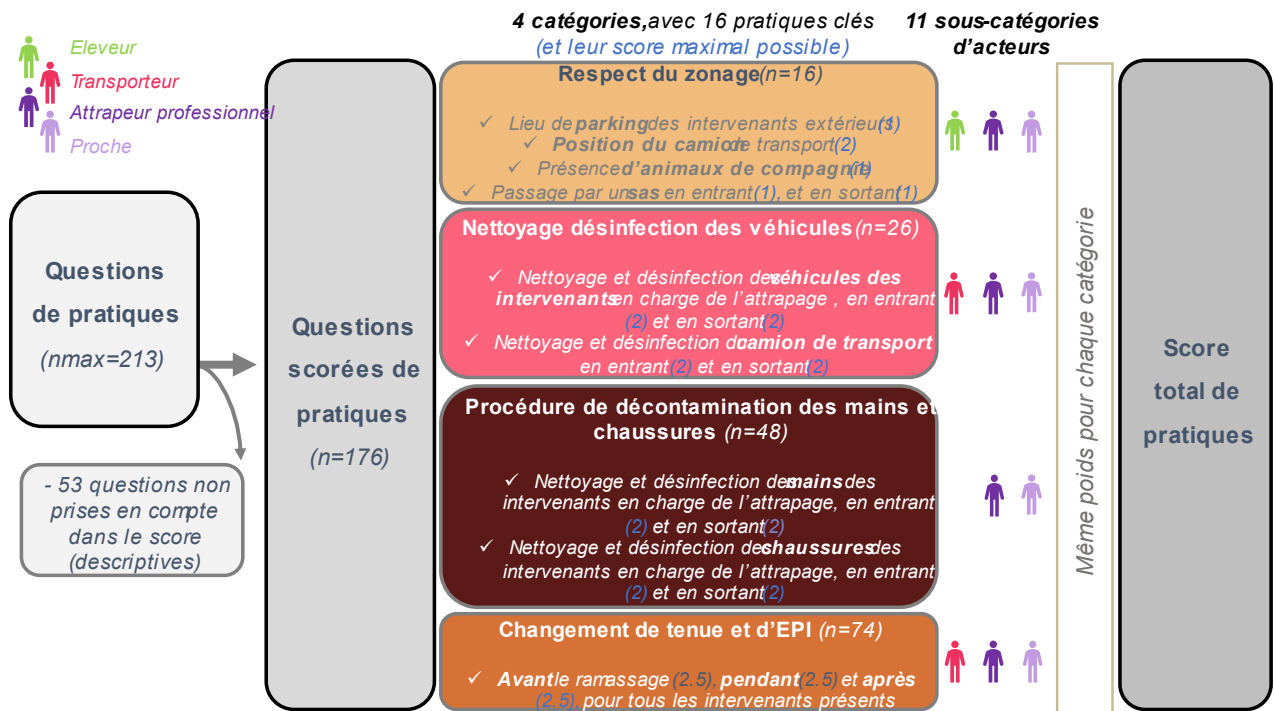 4 catégories, avec 16 pratiques clés
(et leur score maximal possible)
11 sous-catégories
d'acteurs
Eleveur
Transporteur
Attrapeur professionnel
Proche
Questions
de pratiques
(nmax=213)
- 53 questions non
prises en compte
dans le score
(descriptives)
Questions
scorées de
pratiques
(n=176)
Respect du zonage (n=16)
✓ Lieu de parking des intervenants extérieurs (1)
✓ Position du camion de transport (2)
✓ Présence d'animaux de compagnie (1)
✓ Passage par un sas en entrant (1), et en sortant (1)
Nettoyage désinfection des véhicules (n=26)
✓ Nettoyage et désinfection des véhicules des
intervenants en charge de l'attrapage , en entrant
(2) et en sortant (2)
✓ Nettoyage et désinfection du camion de transport
en entrant (2) et en sortant (2)
Procédure de décontamination des mains et
chaussures (n=48)
✓ Nettoyage et désinfection des mains des
intervenants en charge de l'attrapage, en entrant
(2) et en sortant (2)
✓ Nettoyage et désinfection des chaussures des
intervenants en charge de l'attrapage, en entrant
(2) et en sortant (2)
Changement de tenue et d'EPI (n=74)
✓ Avant le ramassage (2.5), pendant (2.5) et après
(2.5), pour tous les intervenants présents
Même poids pour chaque catégorie
Score
total de
pratiques